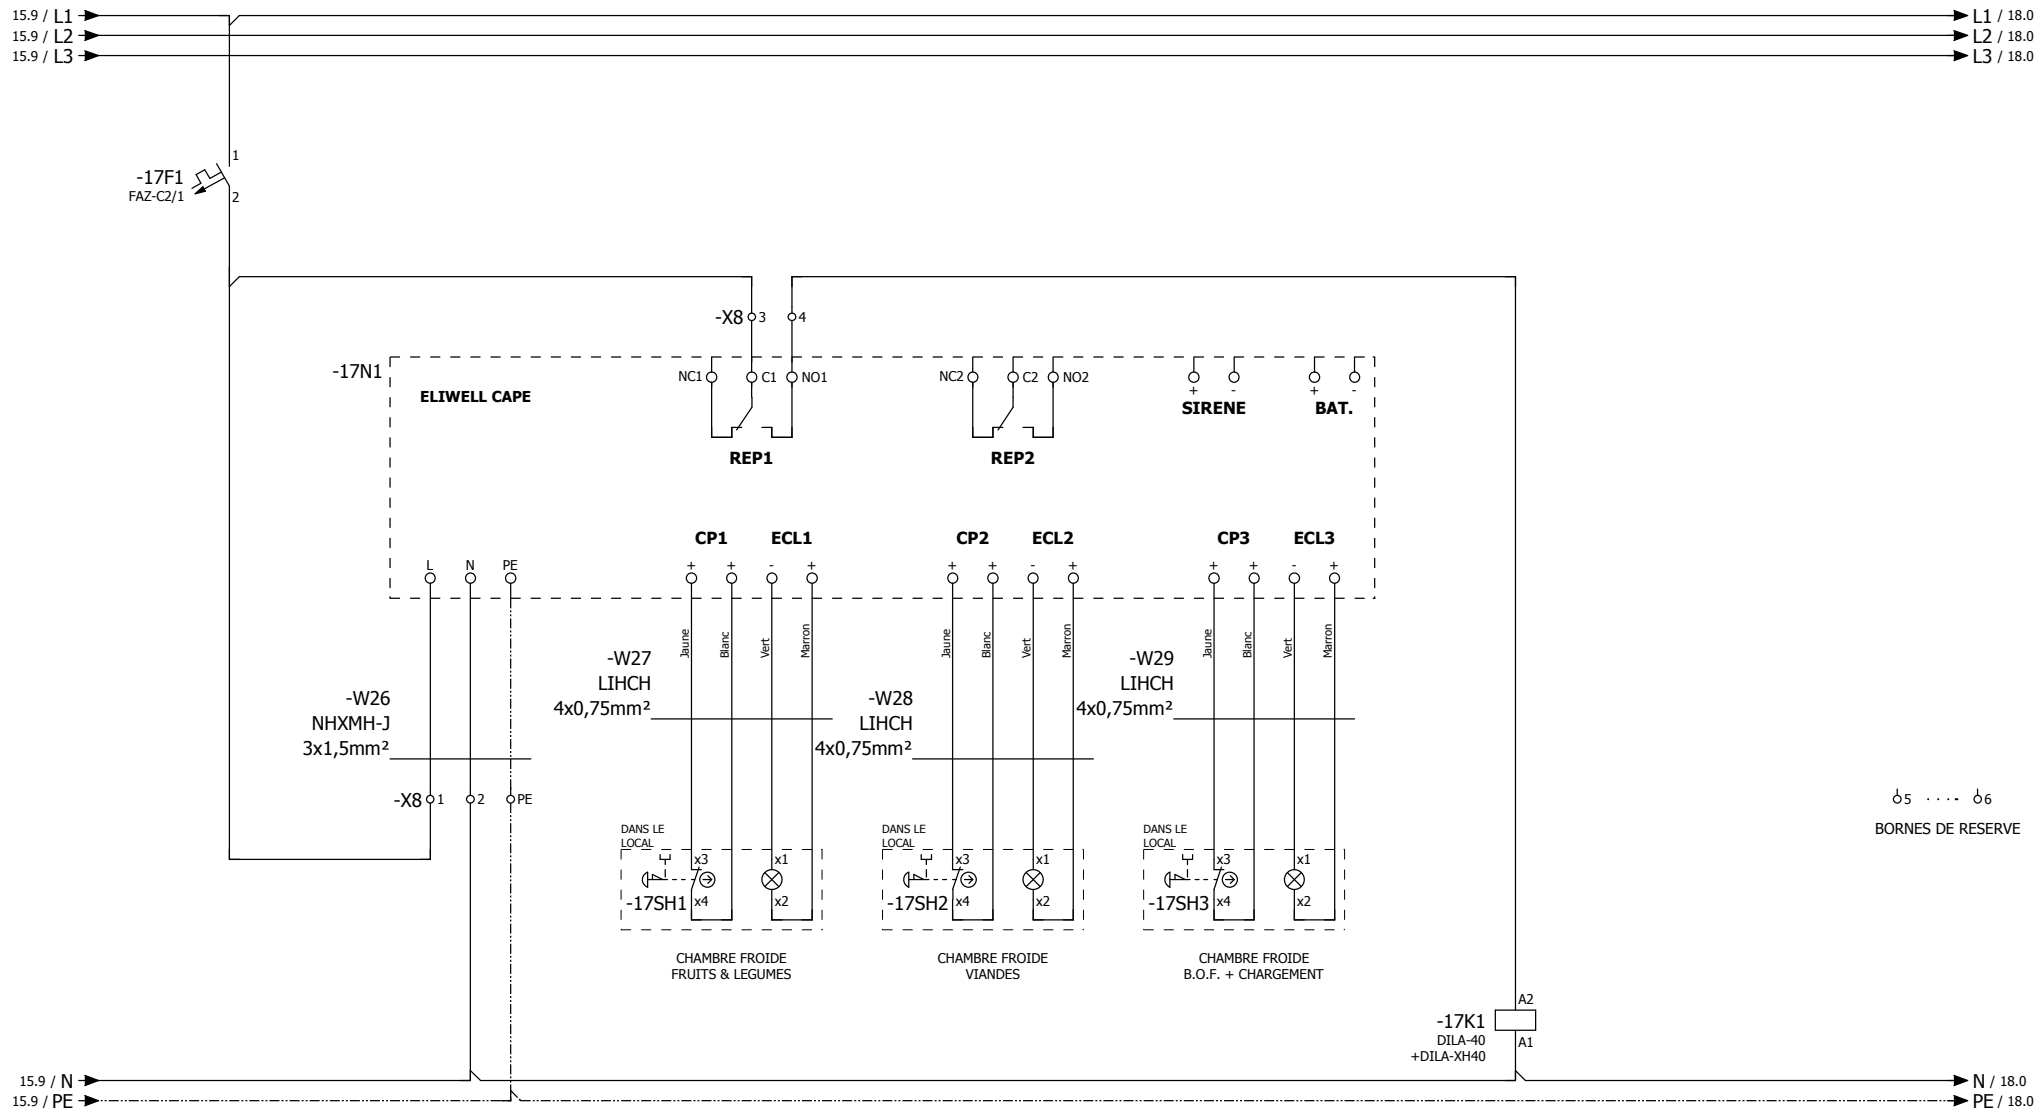 15.9 / L1
L1 / 18.0
15.9 / L2
L2 / 18.0
15.9 / L3
L3 / 18.0
1
-17F1
FAZ-C2/1
2
-X8
3
4
-17N1
ELIWELL CAPE
NC1
C1
NO1
NC2
C2
NO2
+
-
SIRENE
+
-
BAT.
REP1
REP2
CP1
ECL1
CP2
ECL2
CP3
ECL3
L
N
PE
+
+
-
+
+
+
-
+
+
+
-
+
Jaune
Blanc
Vert
Marron
Jaune
Blanc
Vert
Marron
Jaune
Blanc
Vert
Marron
-W26
NHXMH-J
3x1,5mm²
-W27
LIHCH
4x0,75mm²
-W28
LIHCH
4x0,75mm²
-W29
LIHCH
4x0,75mm²
-X8
1
2
PE
5
6
BORNES DE RESERVE
DANS LE
LOCAL
x3
x1
-17SH1
x4
x2
CHAMBRE FROIDE
FRUITS & LEGUMES
DANS LE
LOCAL
x3
x1
-17SH2
x4
x2
CHAMBRE FROIDE
VIANDES
DANS LE
LOCAL
x3
x1
-17SH3
x4
x2
CHAMBRE FROIDE
B.O.F. + CHARGEMENT
A2
-17K1
DILA-40
+DILA-XH40
A1
15.9 / N
N / 18.0
15.9 / PE
PE / 18.0